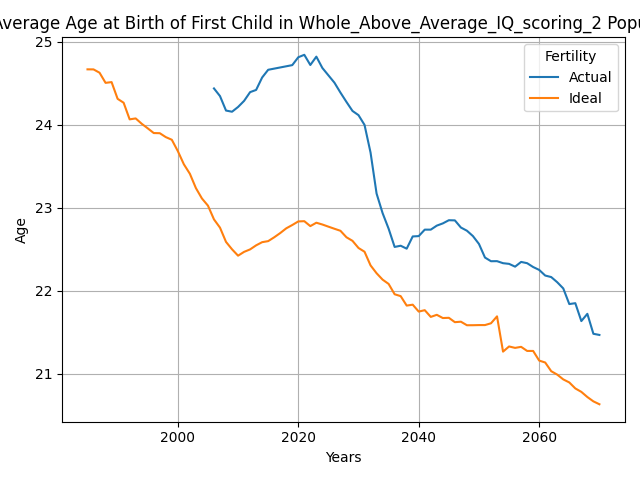 Average Age at Birth of First Child in Whole_Above_Average_IQ_scoring_2
Fertility
Actual
Ideal
25
24
23
22
21
Age
2000 2020 2040 2060
Years